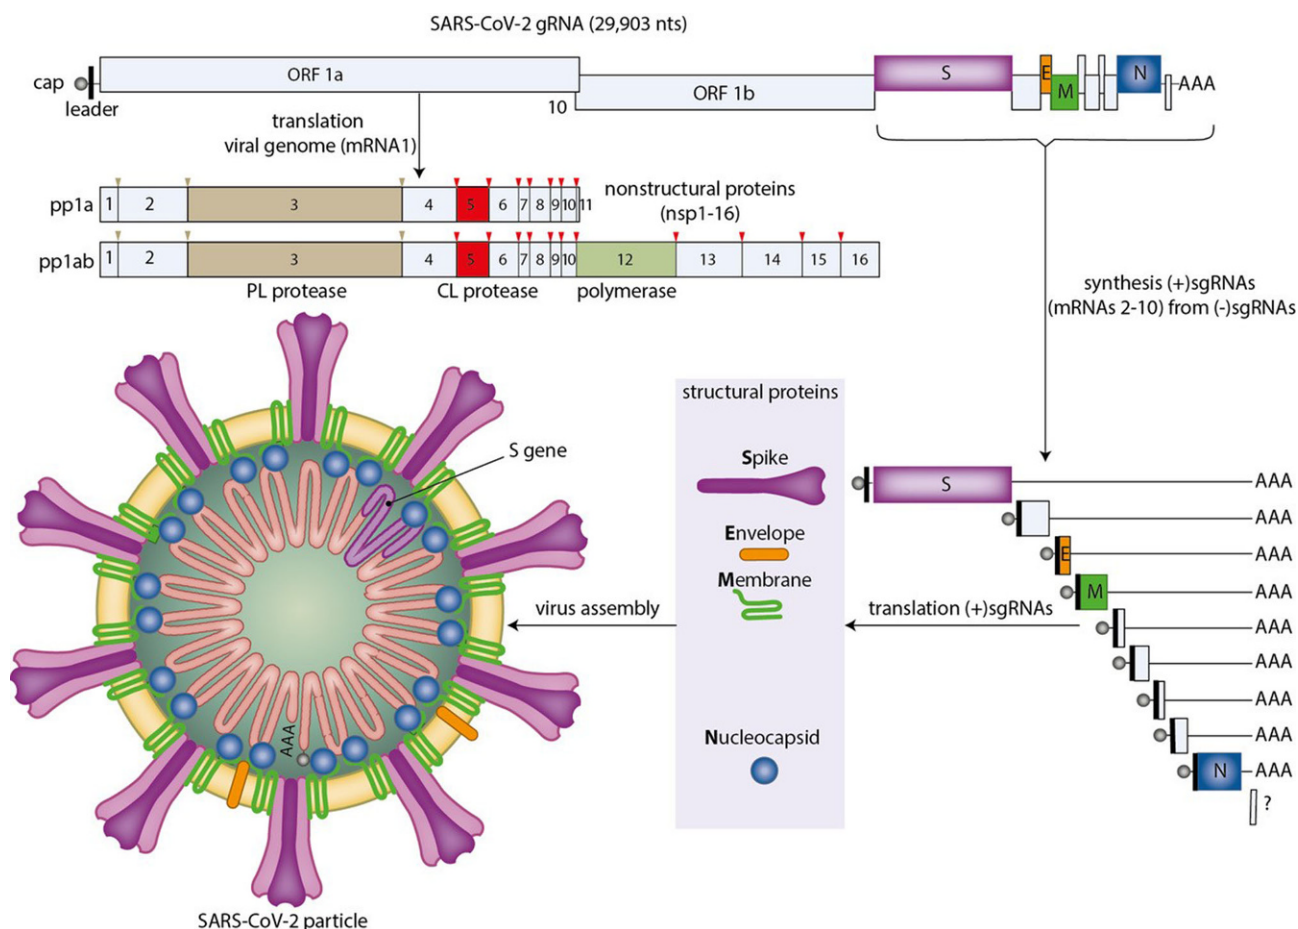 SARS-CoV-2 gRNA (29,903 nts)
cap
leader
ORF 1a
10
ORF 1b
S
E
M
N
AAA
translation
viral genome (mRNA1)
pp1a
1 2 3 4 5 6 7 8 9 10 11
nonstructural proteins
(nsp1-16)
pp1ab
1 2 3 4 5 6 7 8 9 10 12 13 14 15 16
PL protease
CL protease
polymerase
synthesis (+)sgRNAs
(mRNAs 2-10) from (-)sgRNAs
structural proteins
Spike
Envelope
Membrane
Nucleocapsid
S gene
virus assembly
translation (+)sgRNAs
S
AAA
AAA
E
AAA
M
AAA
AAA
AAA
AAA
AAA
N
AAA
?
AAA
SARS-CoV-2 particle